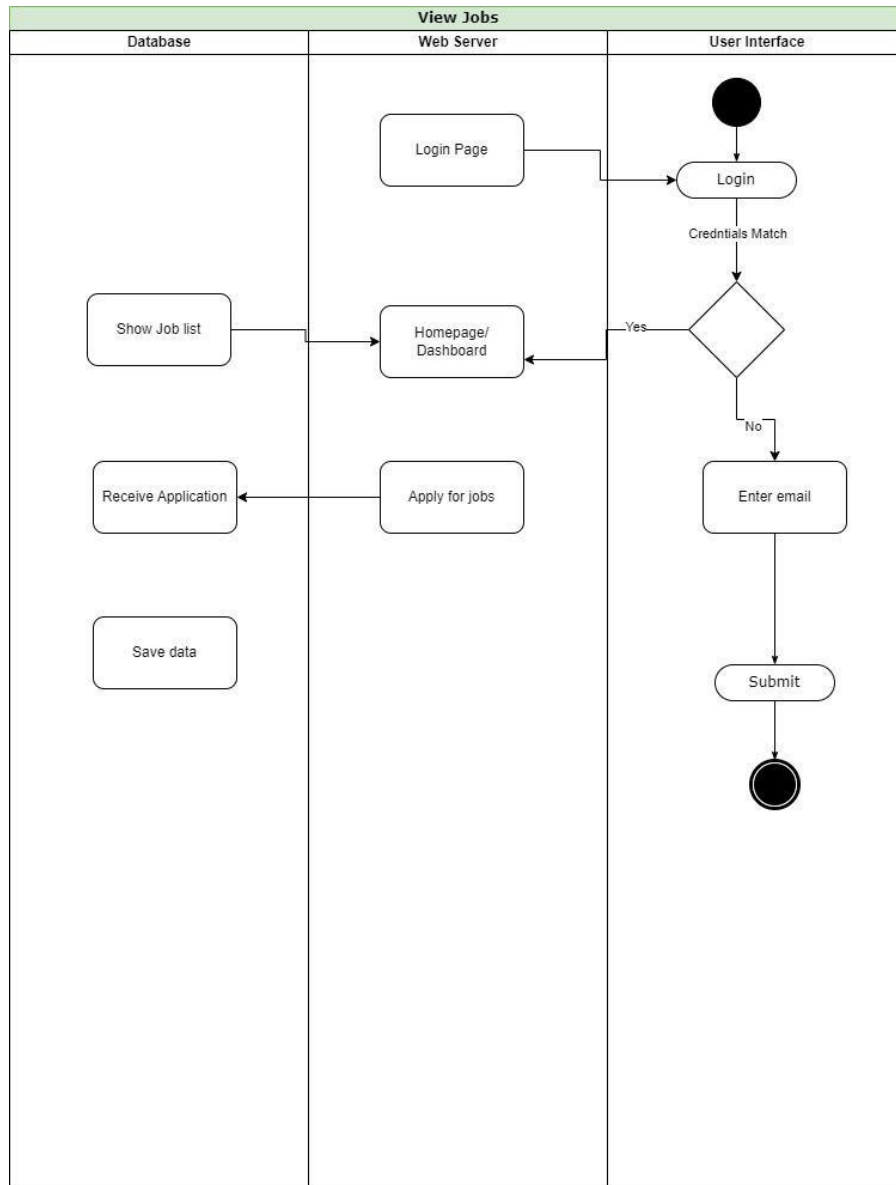 View Jobs
Database
Web Server
User Interface
Login Page
Login
Credntials Match
Show Job list
Homepage/
Dashboard
Yes
No
Receive Application
Apply for jobs
Enter email
Save data
Submit